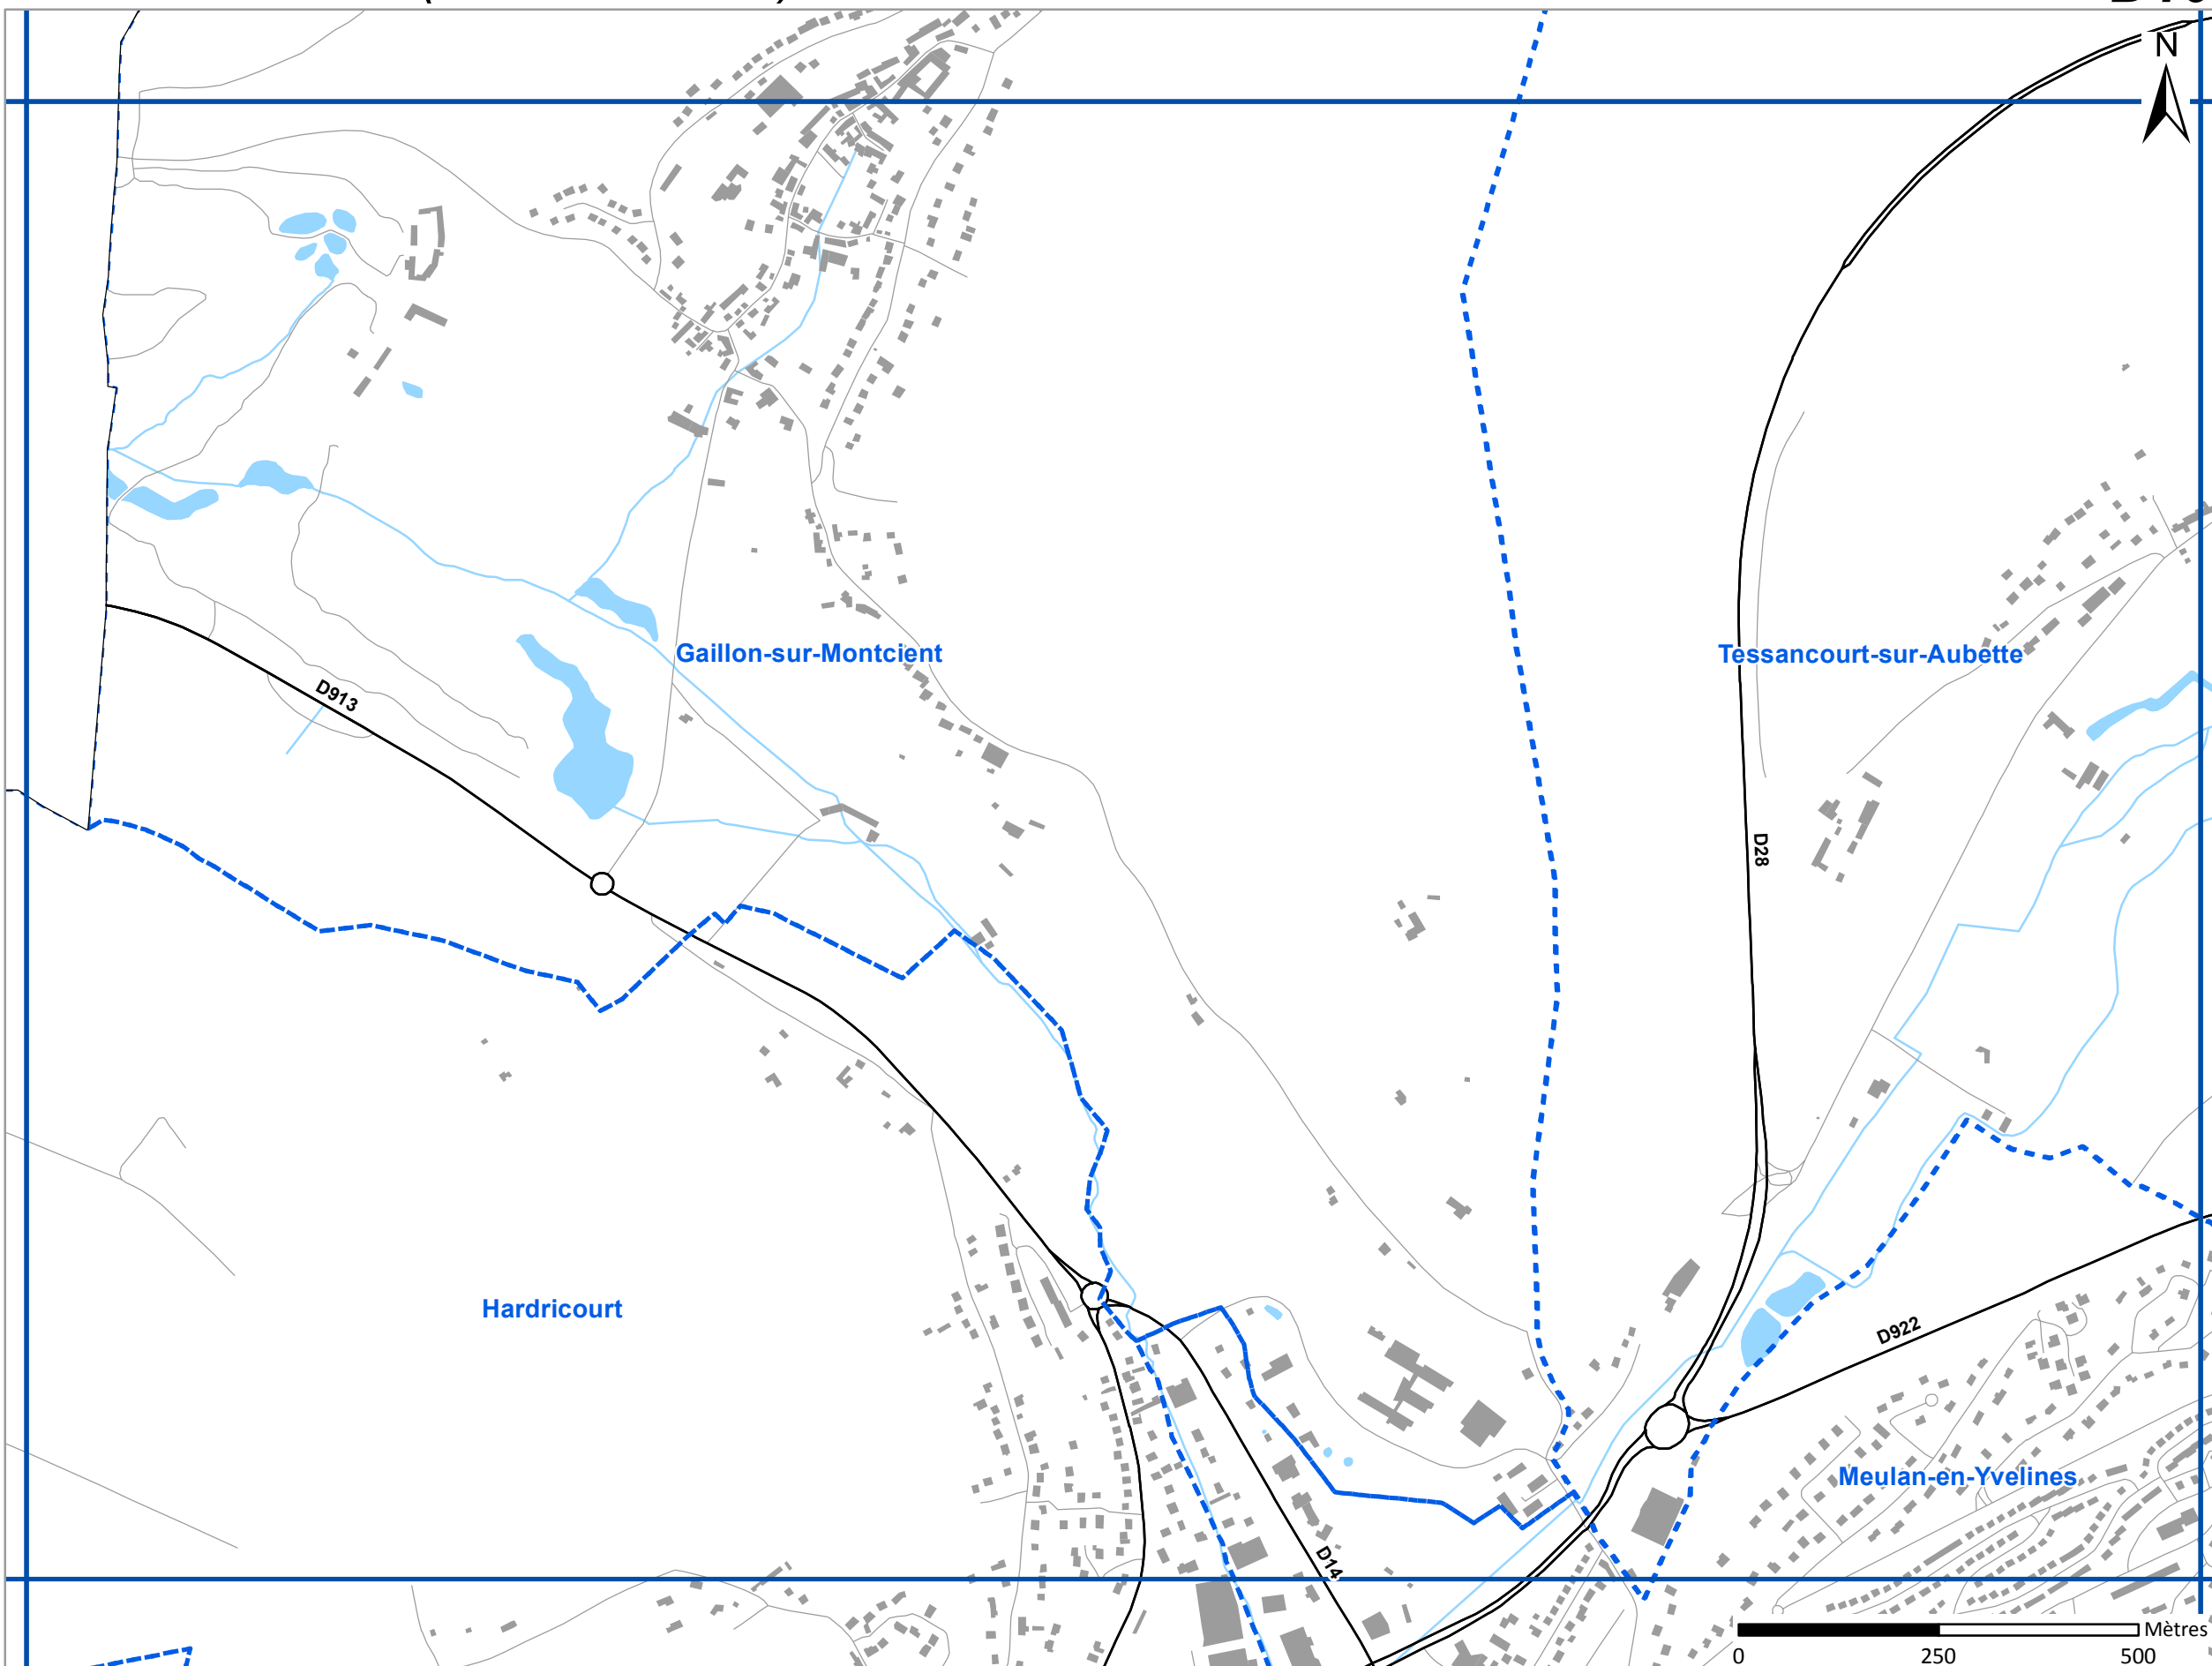 N
Gaillon-sur-Montcient
Tessancourt-sur-Aubette
D913
D28
Hardricourt
D922
Meulan-en-Yvelines
D14
Mètres
0 250 500